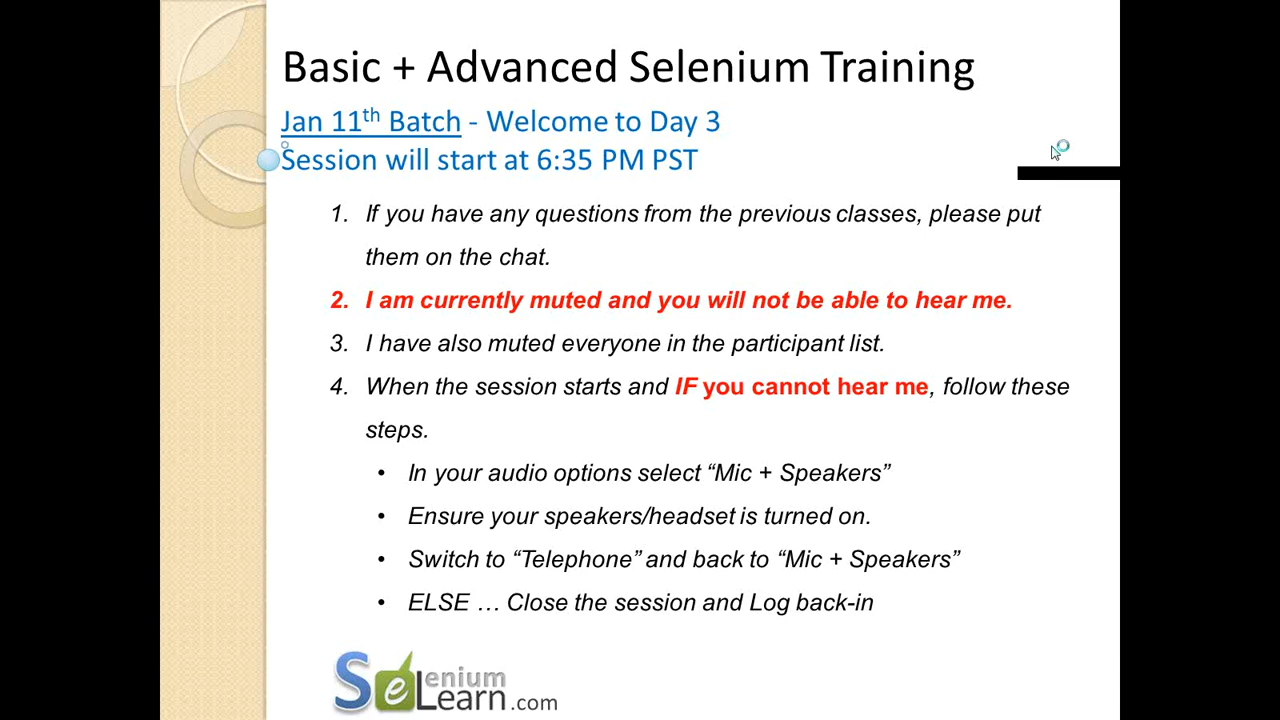 Basic + Advanced Selenium Training
Jan 11th Batch - Welcome to Day 3
Session will start at 6:35 PM PST
1. If you have any questions from the previous classes, please put
them on the chat.
2. I am currently muted and you will not be able to hear me.
3. I have also muted everyone in the participant list.
4. When the session starts and IF you cannot hear me, follow these
steps.
• In your audio options select “Mic + Speakers”
• Ensure your speakers/headset is turned on.
• Switch to “Telephone” and back to “Mic + Speakers”
• ELSE … Close the session and Log back-in
Selenium
Learn.com